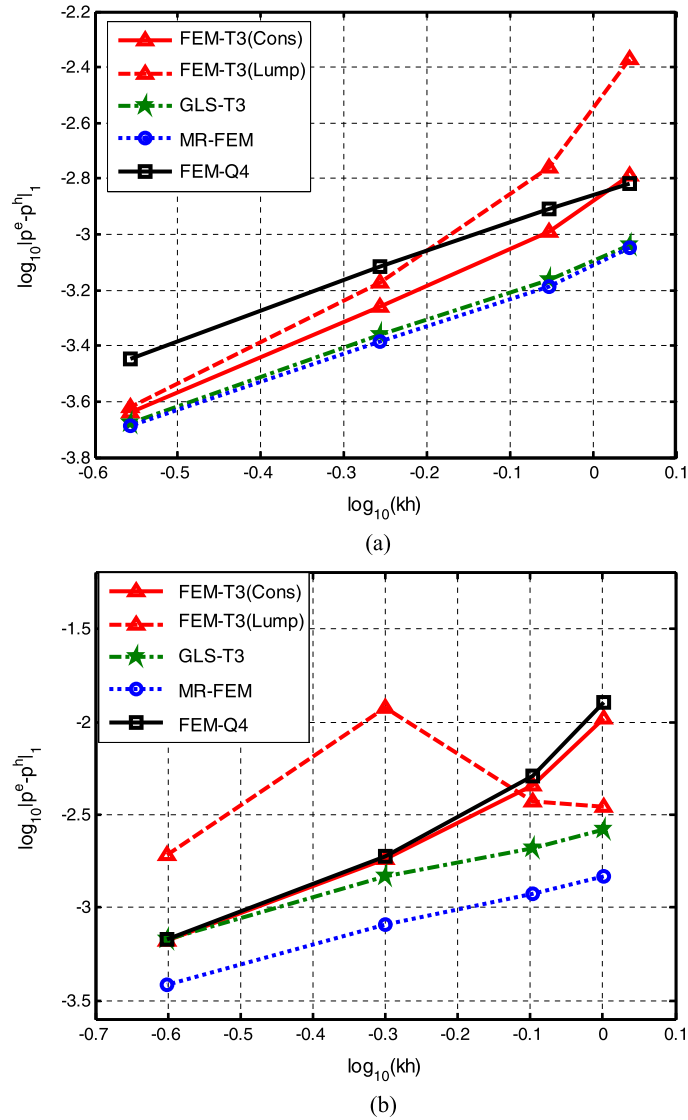 -2.2
-2.4
-2.6
-2.8
-3
-3.2
-3.4
-3.6
-3.8
log10|p^e-p^h|1
FEM-T3(Cons)
FEM-T3(Lump)
GLS-T3
MR-FEM
FEM-Q4
-0.6 -0.5 -0.4 -0.3 -0.2 -0.1 0 0.1
log10(kh)
(a)
-1.5
-2
-2.5
-3
-3.5
log10|p^e-p^h|1
FEM-T3(Cons)
FEM-T3(Lump)
GLS-T3
MR-FEM
FEM-Q4
-0.7 -0.6 -0.5 -0.4 -0.3 -0.2 -0.1 0 0.1
log10(kh)
(b)